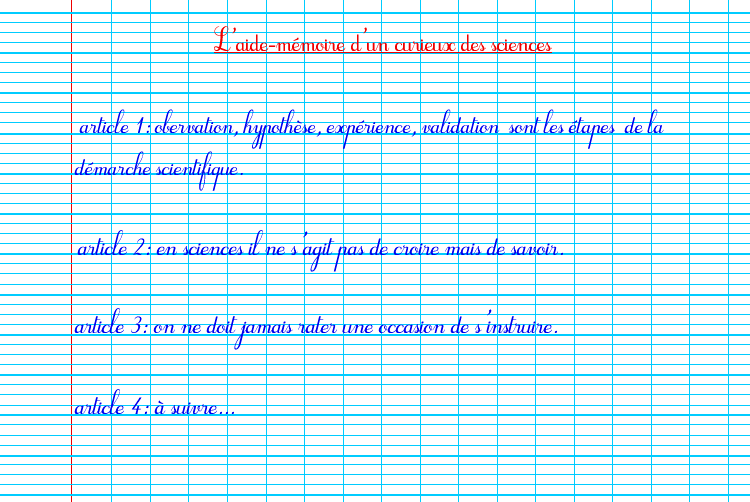 L'aide-mémoire d'un curieux des sciences
article 1: obervation, hypothèse, expérience, validation sont les étapes de la
démarche scientifique.
article 2: en sciences il ne s'agit pas de croire mais de savoir.
article 3: on ne doit jamais rater une occasion de s'instruire.
article 4: à suivre...